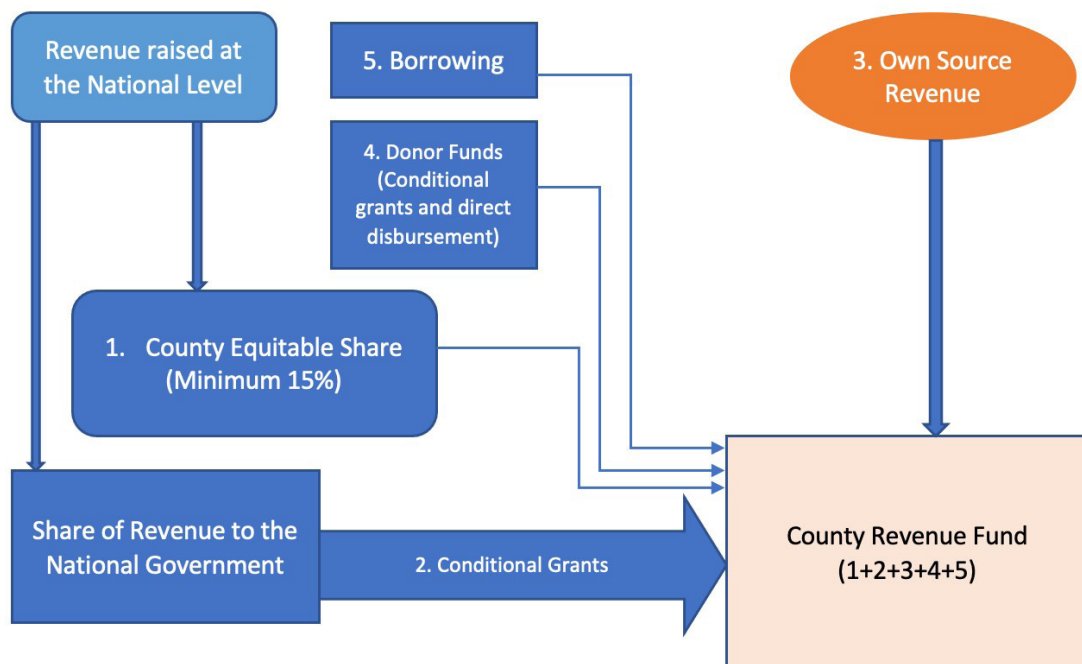 Revenue raised at
the National Level
5. Borrowing
3. Own Source
Revenue
4. Donor Funds
(Conditional
grants and direct
disbursement)
1. County Equitable Share
(Minimum 15%)
Share of Revenue to the
National Government
2. Conditional Grants
County Revenue Fund
(1+2+3+4+5)